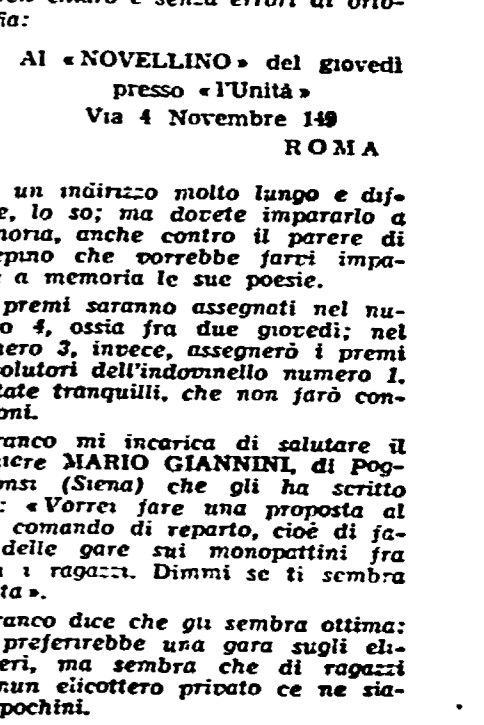 chiaro e senza errori di orto-
fia:
Al « NOVELLINO » del giovedì
presso « l'Unità »
Via 4 Novembre 149
ROMA
un indirizzo molto lungo e dif-
e, lo so; ma dovete impararlo a
moria, anche contro il parere di
epino che vorrebbe farvi impa-
a memoria le sue poesie.
premi saranno assegnati nel nu-
o 4, ossia fra due giovedì; nel
nero 3, invece, assegnerò i premi
olutori dell'indovinello numero 1.
tate tranquilli, che non farò con-
oni.
ranco mi incarica di salutare il
niere MARIO GIANNINI, di Pog-
nsi (Siena) che gli ha scritto
: « Vorrei fare una proposta al
comando di reparto, cioè di fa-
delle gare sui monopattini fra
i ragazzi. Dimmi se ti sembra
ta ».
ranco dice che gli sembra ottima:
preferirebbe una gara sugli eli-
eri, ma sembra che di ragazzi
nun elicottero privato ce ne sia-
pochini.